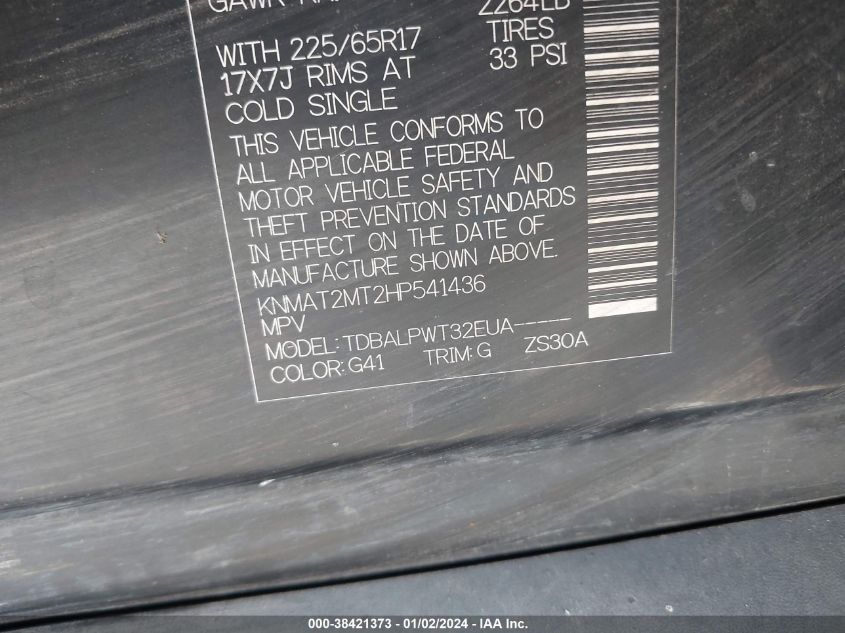 2264LB
WITH 225/65R17 TIRES
17X7J RIMS AT 33 PSI
COLD SINGLE
THIS VEHICLE CONFORMS TO
ALL APPLICABLE FEDERAL
MOTOR VEHICLE SAFETY AND
THEFT PREVENTION STANDARDS
IN EFFECT ON THE DATE OF
MANUFACTURE SHOWN ABOVE.
KNMAT2MT2HP541436
MPV
MODEL:TDBALPWT32EUA-----
COLOR:G41 TRIM:G ZS30A
000-38421373 - 01/02/2024 - IAA Inc.